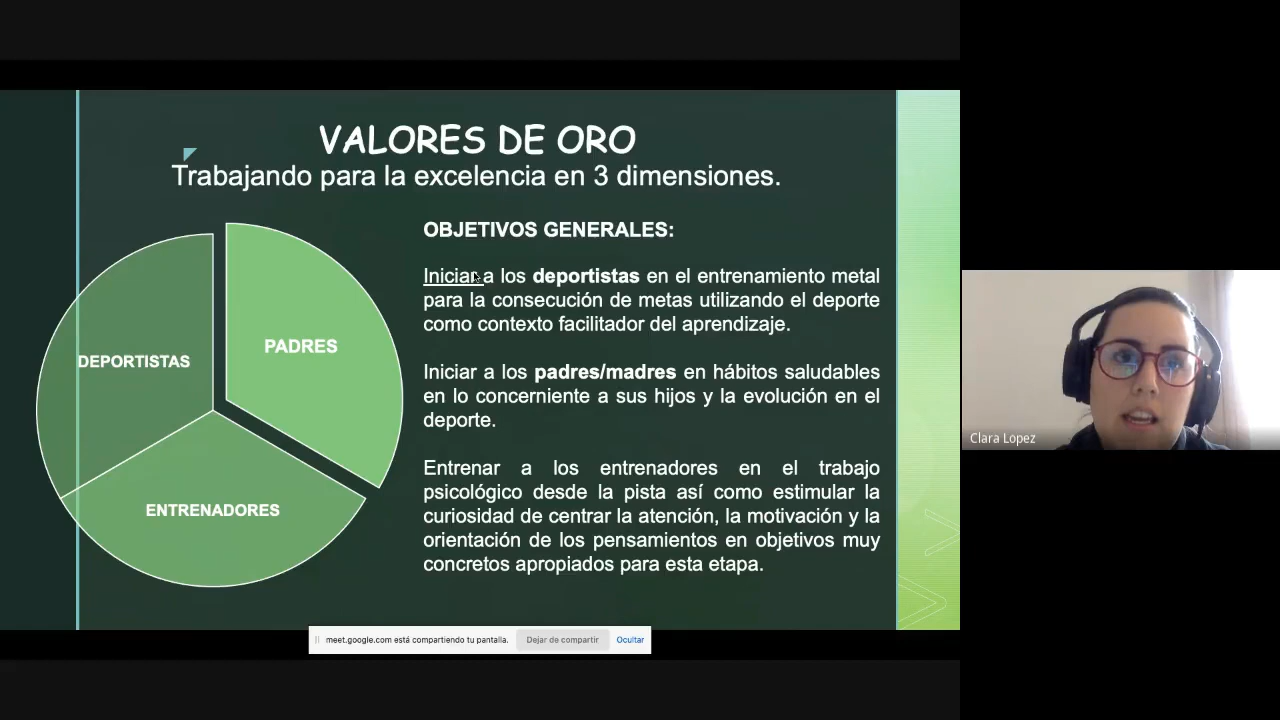 VALORES DE ORO
Trabajando para la excelencia en 3 dimensiones.
DEPORTISTAS
PADRES
ENTRENADORES
OBJETIVOS GENERALES:
Iniciar a los deportistas en el entrenamiento metal
para la consecución de metas utilizando el deporte
como contexto facilitador del aprendizaje.
Iniciar a los padres/madres en hábitos saludables
en lo concerniente a sus hijos y la evolución en el
deporte.
Entrenar a los entrenadores en el trabajo
psicológico desde la pista así como estimular la
curiosidad de centrar la atención, la motivación y la
orientación de los pensamientos en objetivos muy
concretos apropiados para esta etapa.
Clara Lopez
meet.google.com está compartiendo tu pantalla.
Dejar de compartir
Ocultar